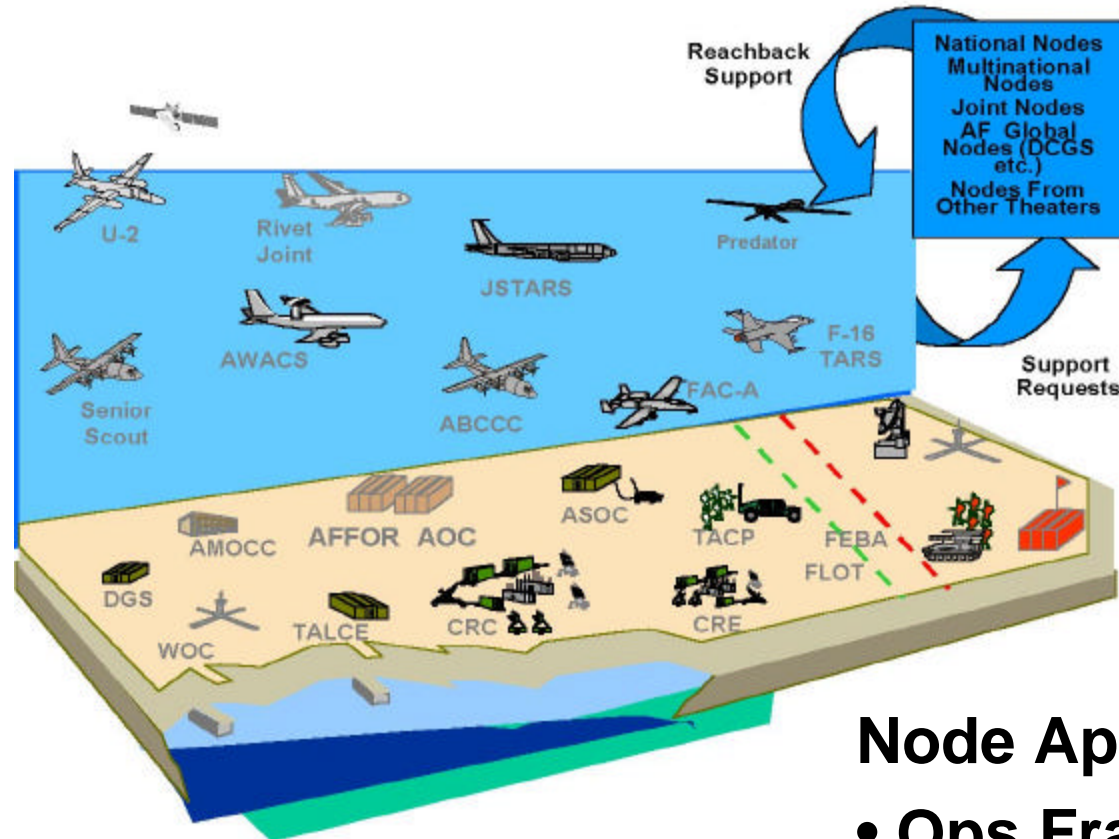 Reachback
Support
National Nodes
Multinational
Nodes
Joint Nodes
AF Global
Nodes (DCGS
etc.)
Nodes From
Other Theaters
U-2
Rivet
Joint
JSTARS
Predator
AWACS
F-16
TARS
Support
Requests
Senior
Scout
ABCCC
FAC-A
ASOC
AMOCC
AFFOR AOC
TACP
FEBA
FLOT
DGS
WOC
TALCE
CRC
CRE
Node Ap
• Ops Fra